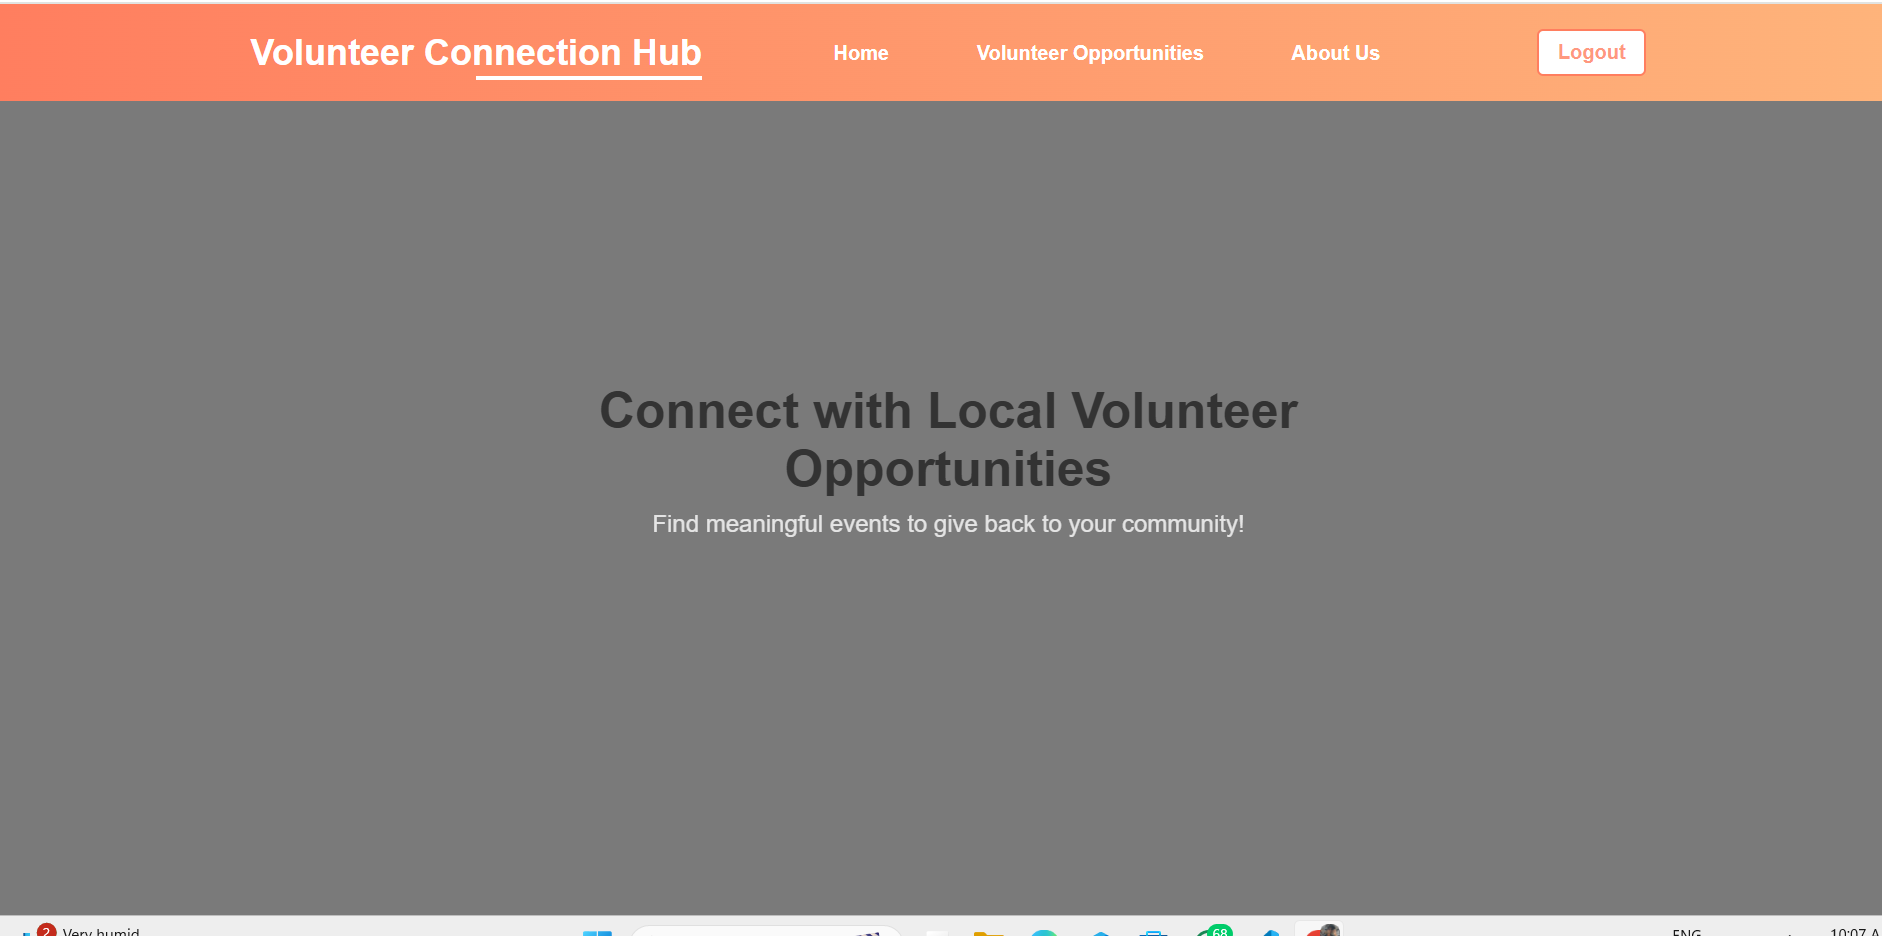 Volunteer Connection Hub
Home
Volunteer Opportunities
About Us
Logout
Connect with Local Volunteer
Opportunities
Find meaningful events to give back to your community!
2
Very humid
68
ENG
10:07 A